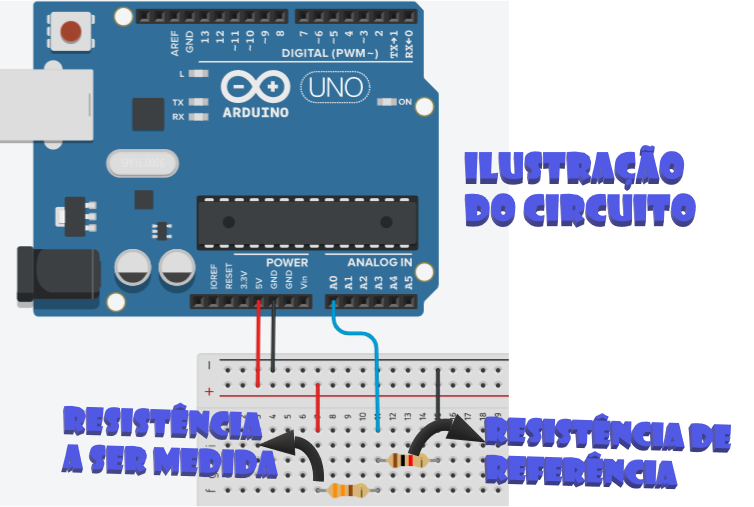 AREF
GND
13
12
~11
~10
~9
8
7
~6
~5
4
~3
2
TX→1
RX←0
DIGITAL (PWM~)
L
TX
RX
ARDUINO
UNO
ON
ILUSTRAÇÃO
DO CIRCUITO
POWER
ANALOG IN
IOREF
RESET
3.3V
5V
GND
GND
Vin
A0
A1
A2
A3
A4
A5
RESISTÊNCIA
A SER MEDIDA
RESISTÊNCIA DE
REFERÊNCIA